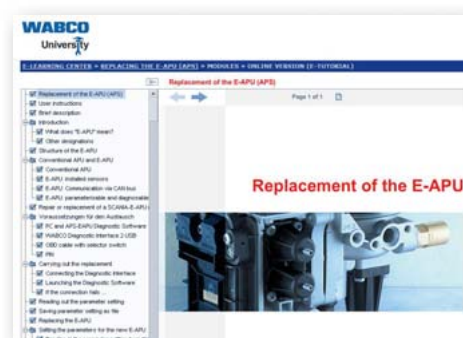 WABCO
University
E-LEARNING CENTER » REPLACING THE E-APU (APS) » MODULES » ONLINE VERSION (E-TUTORIAL)
Replacement of the E-APU (APS)
Page 1 of 1
Replacement of the E-APU (APS)
User instructions
Brief description
Introduction
What does "E-APU" mean?
Other designations
Structure of the E-APU
Conventional APU and E-APU
Conventional APU
E-APU: installed sensors
E-APU: Communication via CAN bus
E-APU: parameterizable and diagnosable
Repair or replacement of a SCANIA-E-APU
Voraussetzungen für den Austausch
PC and APS-EAPU Diagnostic Software
WABCO Diagnostic Interface 2 USB
OBD cable with selector switch
PIN
Carrying out the replacement
Connecting the Diagnostic Interface
Launching the Diagnostic Software
If the connection fails ...
Reading out the parameter setting
Saving parameter setting as file
Replacing the E-APU
Setting the parameters for the new E-APU
Replacement of the E-APU